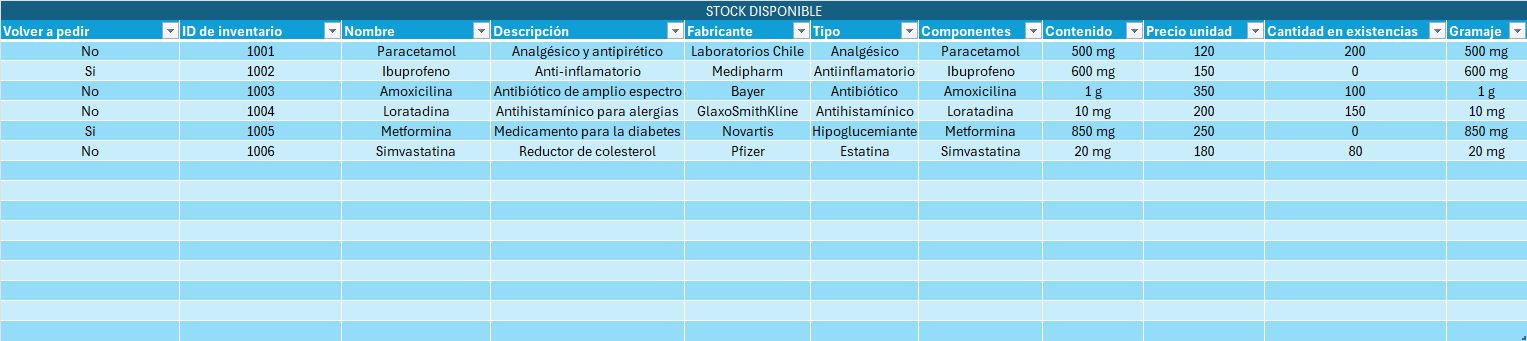 STOCK DISPONIBLE
Volver a pedir ID de inventario Nombre Descripción Fabricante Tipo Componentes Contenido Precio unidad Cantidad en existencias Gramaje
No 1001 Paracetamol Analgésico y antipirético Laboratorios Chile Analgésico Paracetamol 500 mg 120 200 500 mg
Sí 1002 Ibuprofeno Anti-inflamatorio Medipharm Antiinflamatorio Ibuprofeno 600 mg 150 0 600 mg
No 1003 Amoxicilina Antibiótico de amplio espectro Bayer Antibiótico Amoxicilina 1 g 350 100 1 g
No 1004 Loratadina Antihistamínico para alergias GlaxoSmithKline Antihistamínico Loratadina 10 mg 200 150 10 mg
Sí 1005 Metformina Medicamento para la diabetes Novartis Hipoglucemiante Metformina 850 mg 250 0 850 mg
No 1006 Simvastatina Reductor de colesterol Pfizer Estatina Simvastatina 20 mg 180 80 20 mg